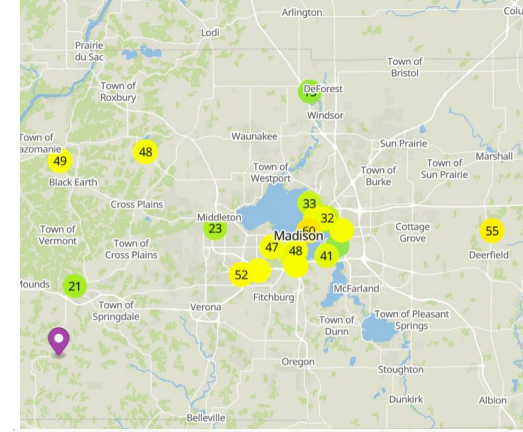 Arlington
Colu
Lodi
Prairie
du Sac
Town of
Bristol
Town of
Roxbury
DeForest
Windsor
Waunakee
Sun Prairie
Town of
azomanie
49
48
Marshall
Town of
Westport
Town of
Burke
Town of
Sun Prairie
Black Earth
Cross Plains
33
Middleton
32
23
60
Madison
Cottage
Grove
55
Town of
Vermont
Town of
Cross Plains
47
48
41
Deerfield
52
Mounds
21
Fitchburg
McFarland
Verona
Town of
Springdale
Town of
Dunn
Town of Pleasant
Springs
Oregon
Stoughton
Dunkirk
Albion
Belleville